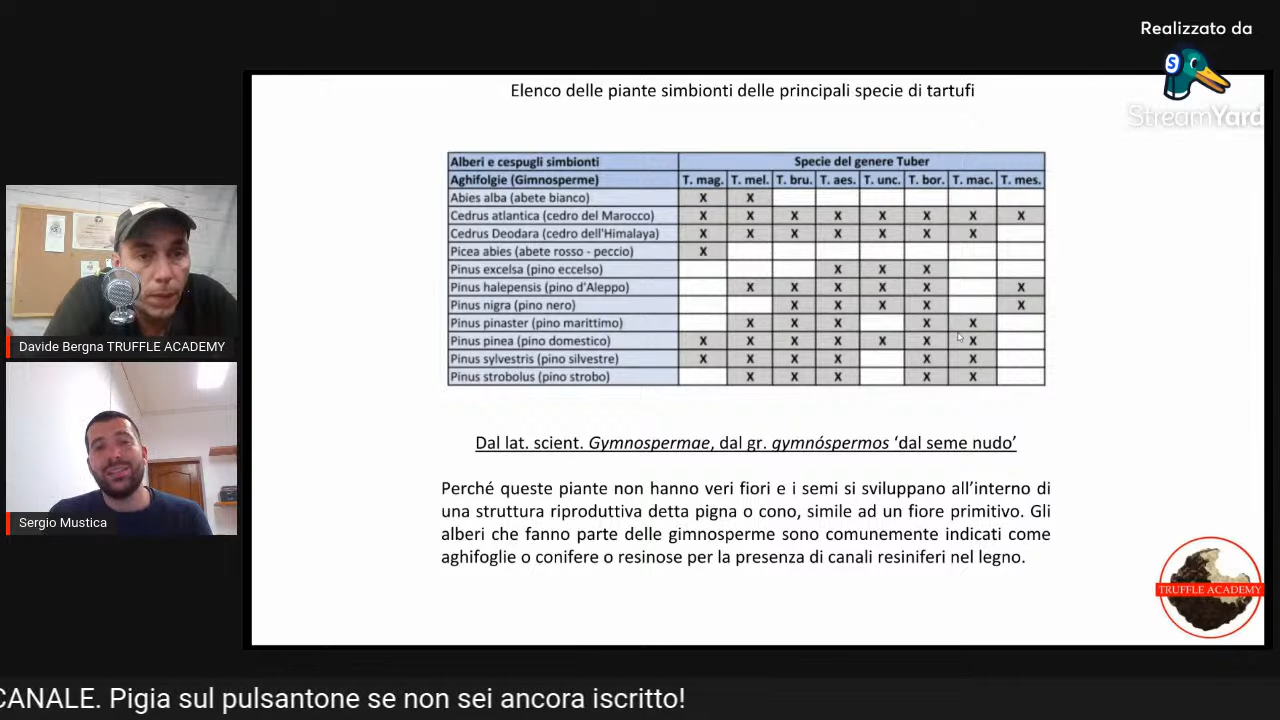 Realizzato da
StreamYard
Elenco delle piante simbionti delle principali specie di tartufi
Alberi e cespugli simbionti Specie del genere Tuber
Aghifolgie (Gimnosperme) T. mag. T. mel. T. bru. T. aes. T. unc. T. bor. T. mac. T. mes.
Abies alba (abete bianco) X X
Cedrus atlantica (cedro del Marocco) X X X X X X X X
Cedrus Deodara (cedro dell'Himalaya) X X X X X X X
Picea abies (abete rosso - peccio) X
Pinus excelsa (pino eccelso) X X X
Pinus halepensis (pino d'Aleppo) X X X X X X
Pinus nigra (pino nero) X X X X X
Pinus pinaster (pino marittimo) X X X X X
Pinus pinea (pino domestico) X X X X X X X
Pinus sylvestris (pino silvestre) X X X X X X
Pinus strobolus (pino strobo) X X X X X
Dal lat. scient. Gymnospermae, dal gr. gymnóspermos ‘dal seme nudo’
Perché queste piante non hanno veri fiori e i semi si sviluppano all’interno di
una struttura riproduttiva detta pigna o cono, simile ad un fiore primitivo. Gli
alberi che fanno parte delle gimnosperme sono comunemente indicati come
aghifoglie o conifere o resinose per la presenza di canali resiniferi nel legno.
TRUFFLE ACADEMY
Davide Bergna TRUFFLE ACADEMY
Sergio Mustica
CANALE. Pigia sul pulsantone se non sei ancora iscritto!